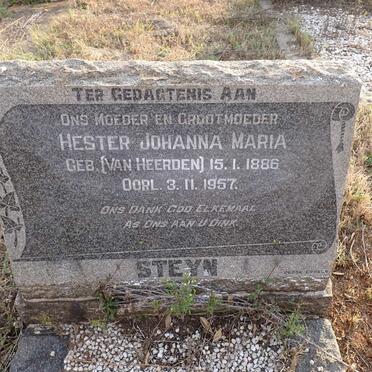 TER GEDAGTENIS AAN
ONS MOEDER EN GROOTMOEDER
HESTER JOHANNA MARIA
GEB. (VAN HEERDEN) 15. 1. 1886
OORL. 3. 11. 1957.
ONS DANK GOD ELKEMAAL
AS ONS AAN U DINK.
STEYN